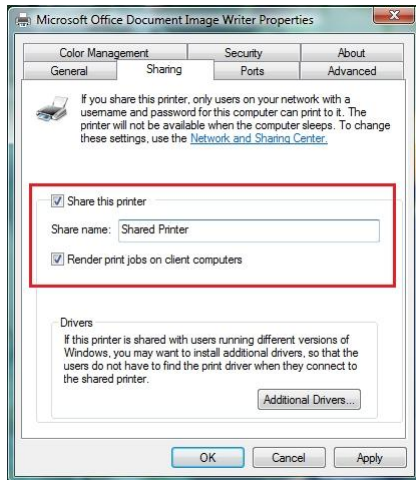 Microsoft Office Document Image Writer Properties
Color Management Security About
General Sharing Ports Advanced
If you share this printer, only users on your network with a
username and password for this computer can print to it. The
printer will not be available when the computer sleeps. To change
these settings, use the Network and Sharing Center.
Share this printer
Share name: Shared Printer
Render print jobs on client computers
Drivers
If this printer is shared with users running different versions of
Windows, you may want to install additional drivers, so that the
users do not have to find the print driver when they connect to
the shared printer.
Additional Drivers...
OK Cancel Apply